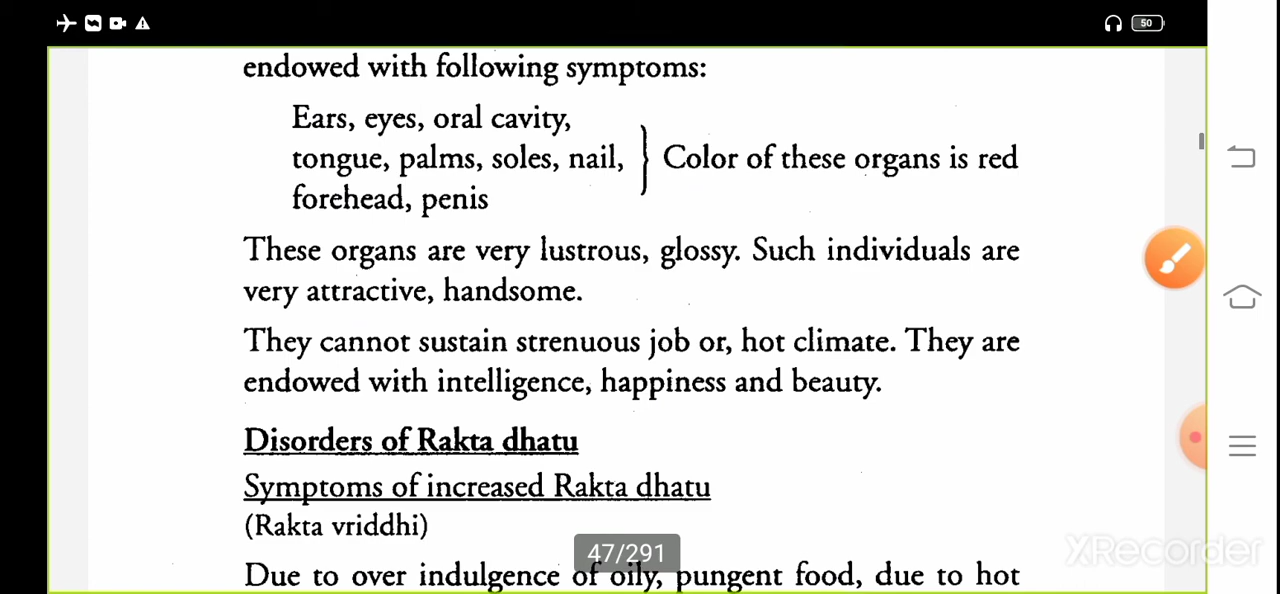 50
endowed with following symptoms:
Ears, eyes, oral cavity,
tongue, palms, soles, nail, } Color of these organs is red
forehead, penis
These organs are very lustrous, glossy. Such individuals are
very attractive, handsome.
They cannot sustain strenuous job or, hot climate. They are
endowed with intelligence, happiness and beauty.
Disorders of Rakta dhatu
Symptoms of increased Rakta dhatu
(Rakta vriddhi)
47/291
XRecorder
Due to over indulgence of oily, pungent food, due to hot